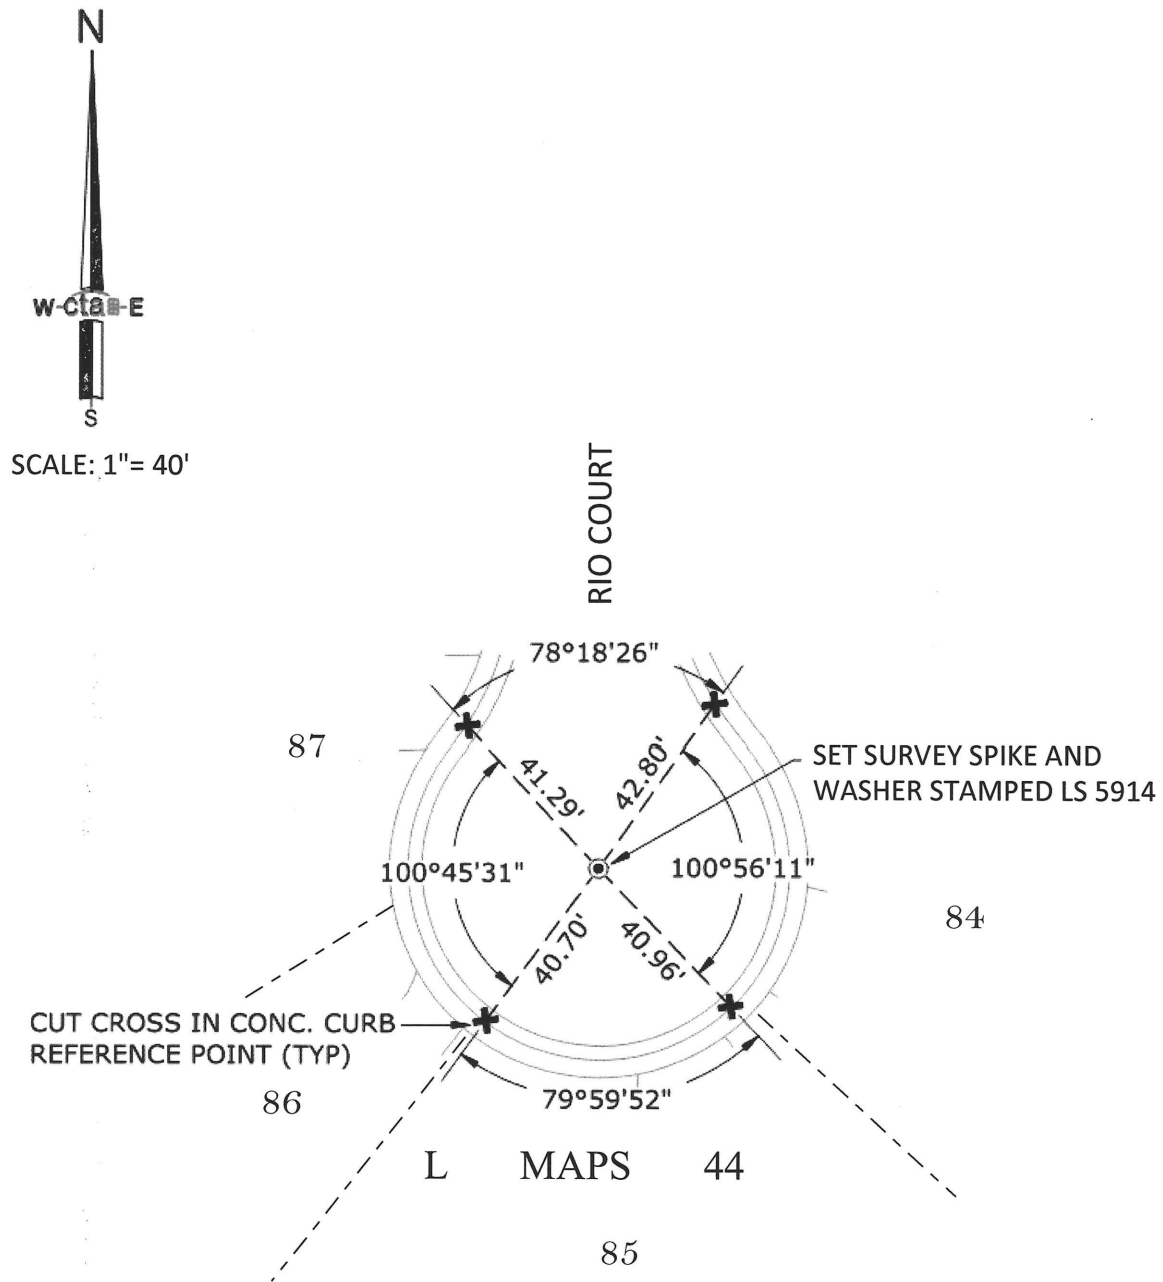 N
W-cta-E
S
SCALE: 1"= 40'
RIO COURT
78°18'26"
87
41.29'
42.80'
SET SURVEY SPIKE AND
WASHER STAMPED LS 5914
100°45'31"
100°56'11"
84
40.70'
40.96'
CUT CROSS IN CONC. CURB
REFERENCE POINT (TYP)
86
79°59'52"
L MAPS 44
85